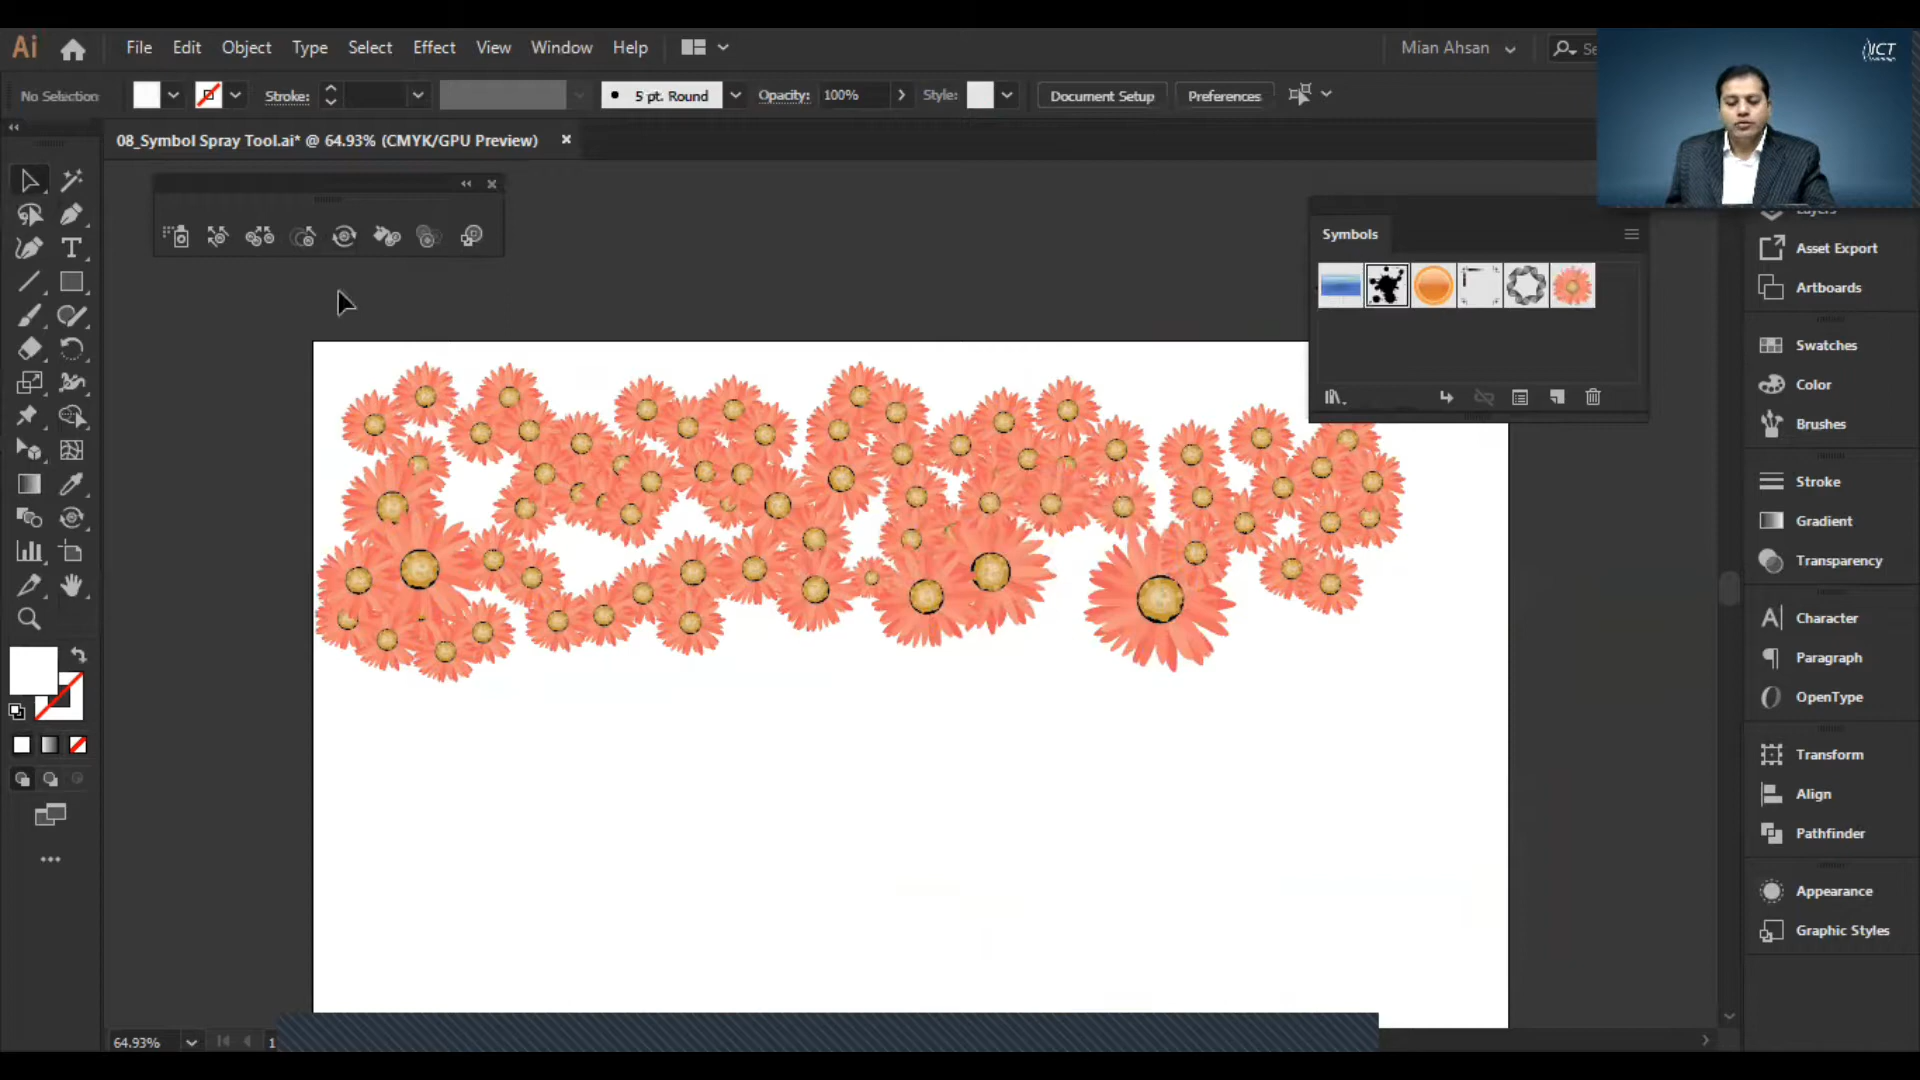 Ai File Edit Object Type Select Effect View Window Help Mian Ahsan Se
No Selection Stroke: 5 pt. Round Opacity: 100% Style: Document Setup Preferences
ICT
08_Symbol Spray Tool.ai* @ 64.93% (CMYK/GPU Preview)
Symbols
Layers
Asset Export
Artboards
Swatches
Color
Brushes
Stroke
Gradient
Transparency
Character
Paragraph
OpenType
Transform
Align
Pathfinder
Appearance
Graphic Styles
64.93% 1